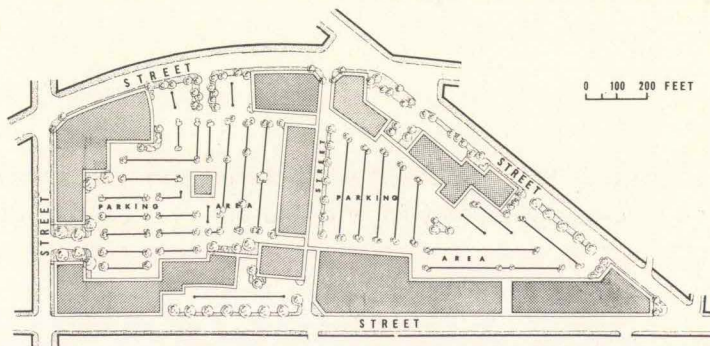 STREET
0 100 200 FEET
STREET
STREET
PARKING AREA
PARKING
STREET
AREA
STREET